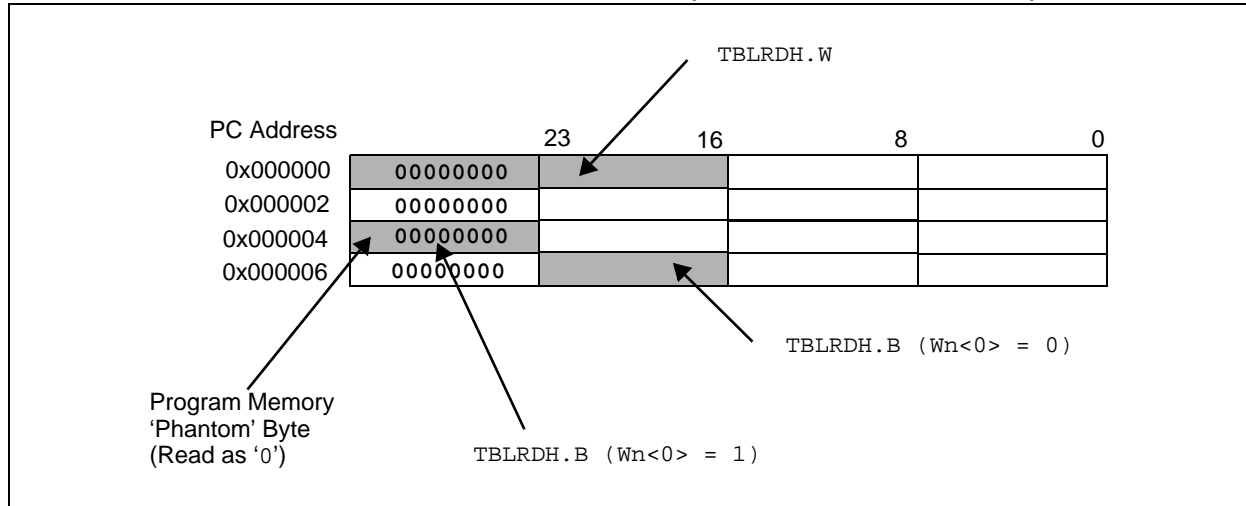 TBLRDH.W
PC Address
23 16 8 0
0x000000 00000000
0x000002 00000000
0x000004 00000000
0x000006 00000000
TBLRDH.B (Wn<0> = 0)
Program Memory
‘Phantom’ Byte
(Read as ‘0’)
TBLRDH.B (Wn<0> = 1)